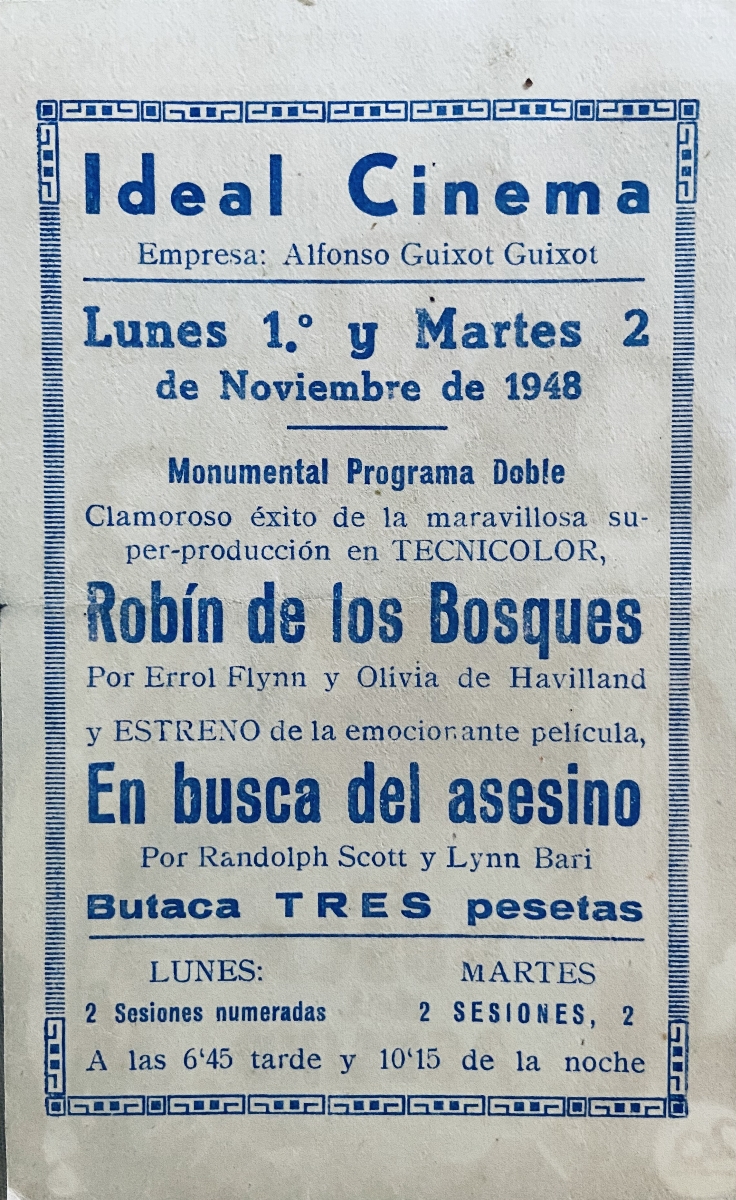 Ideal Cinema
Empresa: Alfonso Guixot Guixot
Lunes 1.º y Martes 2
de Noviembre de 1948
Monumental Programa Doble
Clamoroso éxito de la maravillosa su-
per-producción en TECNICOLOR,
Robín de los Bosques
Por Errol Flynn y Olivia de Havilland
y ESTRENO de la emocionante película,
En busca del asesino
Por Randolph Scott y Lynn Bari
Butaca TRES pesetas
LUNES: MARTES
2 Sesiones numeradas 2 SESIONES, 2
A las 6‘45 tarde y 10‘15 de la noche